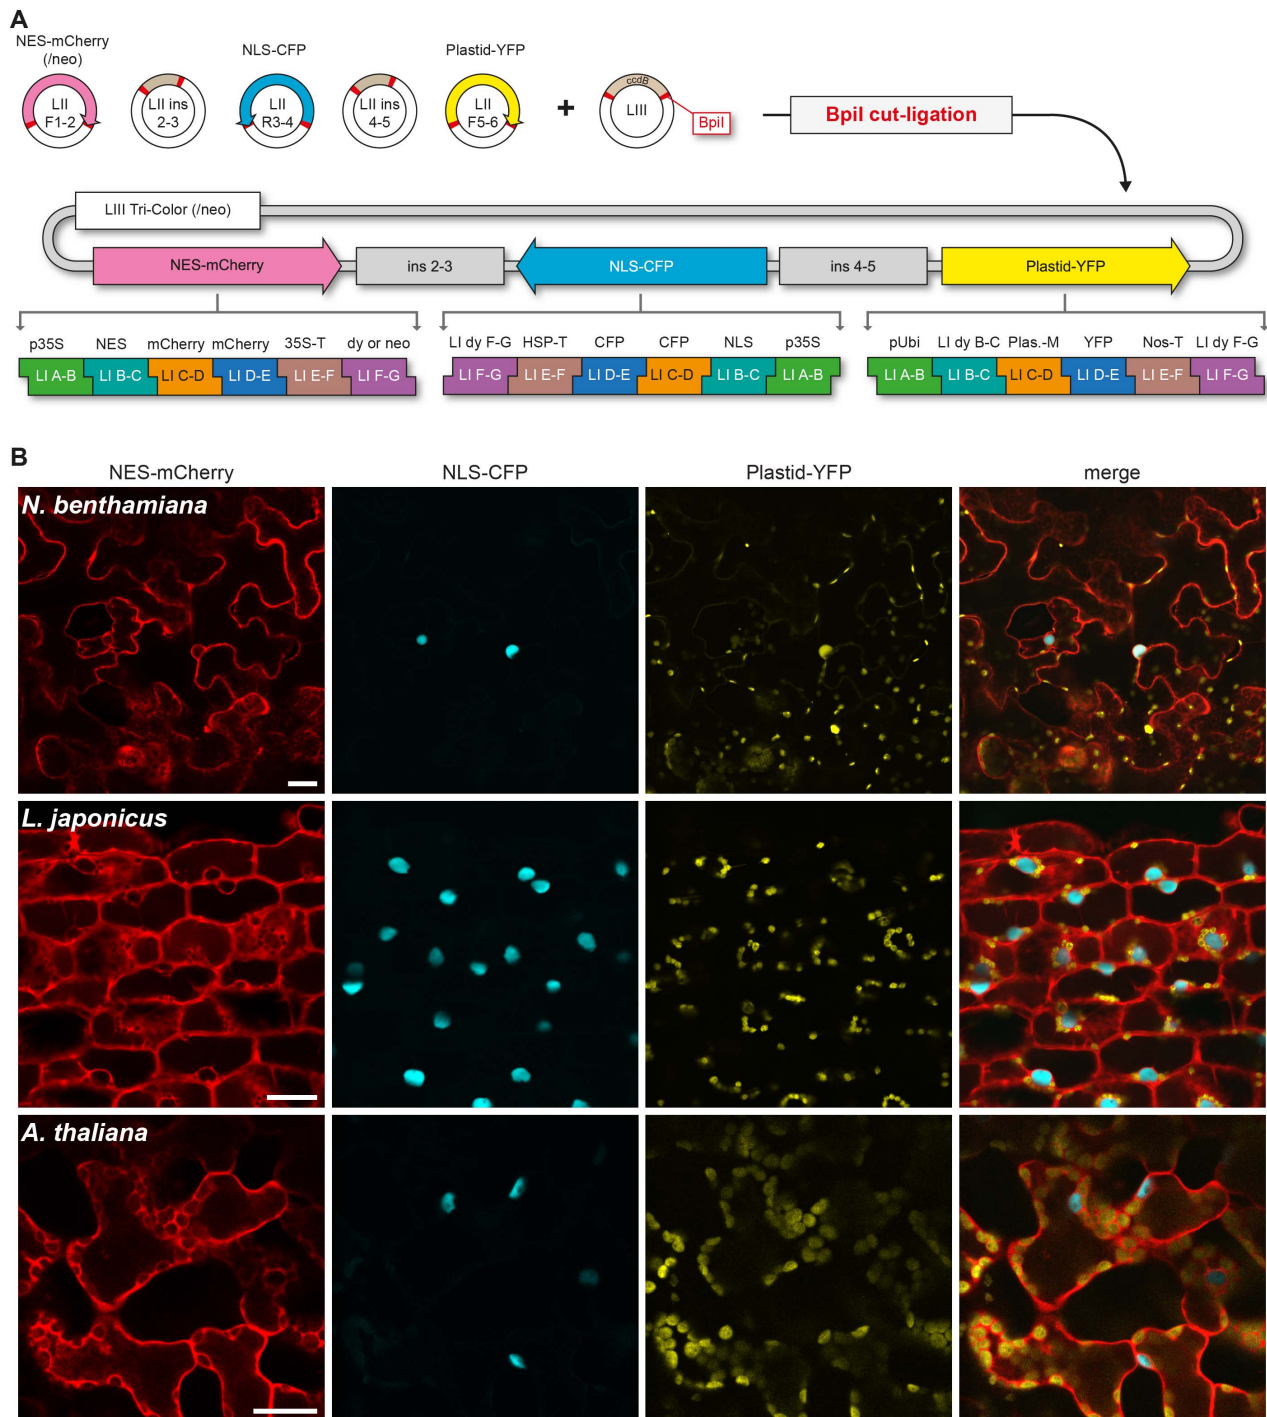 A
NES-mCherry
(/neo)
NLS-CFP
Plastid-YFP
LII
F1-2
LII ins
2-3
LII
R3-4
LII ins
4-5
LII
F5-6
+
ccdB
LIII
BpiI
BpiI cut-ligation
LIII Tri-Color (/neo)
NES-mCherry
ins 2-3
NLS-CFP
ins 4-5
Plastid-YFP
p35S NES mCherry mCherry 35S-T dy or neo
LI A-B LI B-C LI C-D LI D-E LI E-F LI F-G
LI dy F-G HSP-T CFP CFP NLS p35S
LI F-G LI E-F LI D-E LI C-D LI B-C LI A-B
pUbi LI dy B-C Plas.-M YFP Nos-T LI dy F-G
LI A-B LI B-C LI C-D LI D-E LI E-F LI F-G
B
NES-mCherry NLS-CFP Plastid-YFP merge
N. benthamiana
L. japonicus
A. thaliana